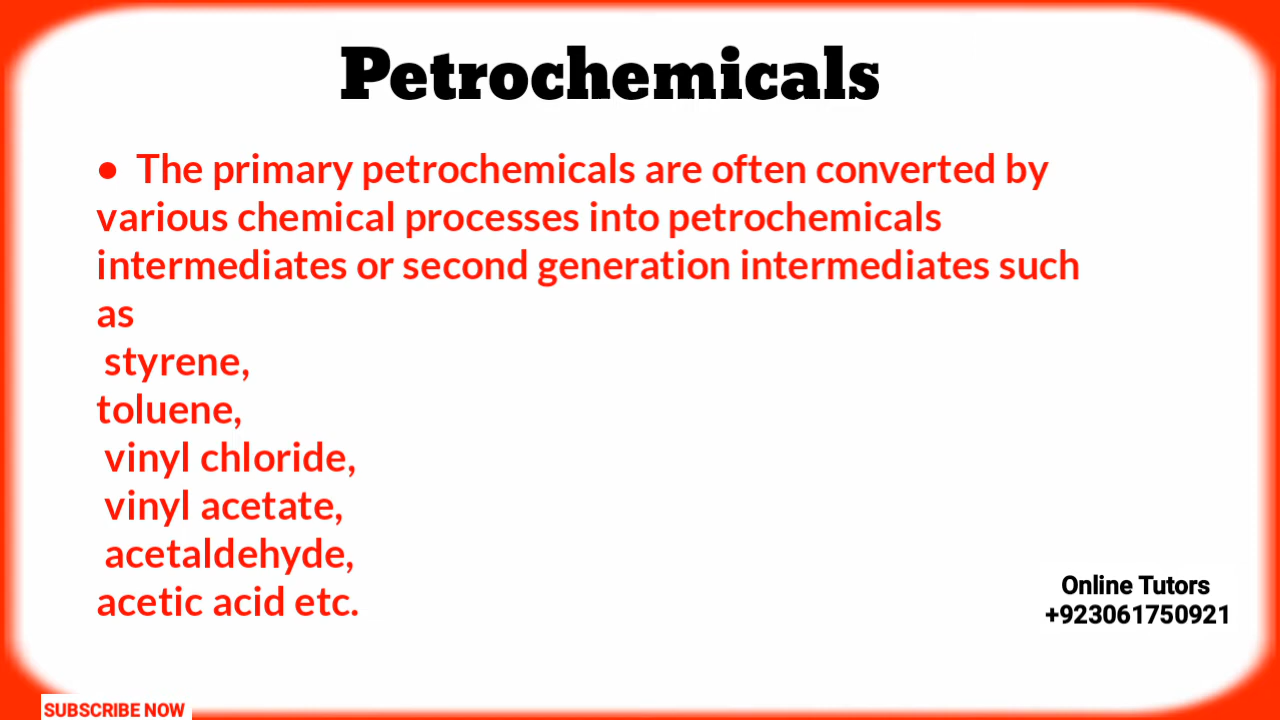 Petrochemicals
● The primary petrochemicals are often converted by
various chemical processes into petrochemicals
intermediates or second generation intermediates such
as
styrene,
toluene,
vinyl chloride,
vinyl acetate,
acetaldehyde,
acetic acid etc.
Online Tutors
+923061750921
SUBSCRIBE NOW